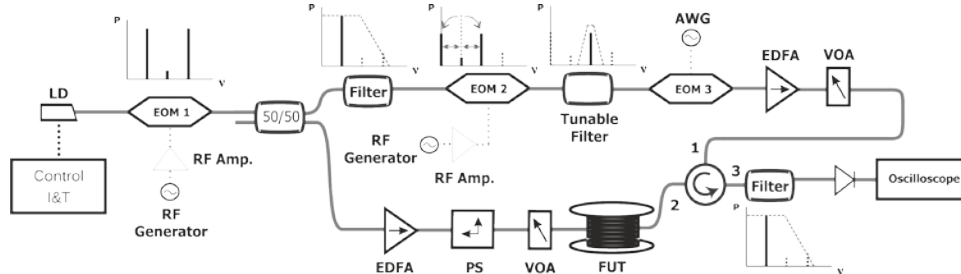 P
ν
LD
EOM 1
RF Amp.
RF
Generator
Control
I&T
50/50
P
ν
Filter
P
ν
EOM 2
RF
Generator
RF Amp.
P
ν
Tunable
Filter
AWG
EOM 3
EDFA
VOA
1
2
3
Filter
Oscilloscope
P
ν
EDFA
PS
VOA
FUT